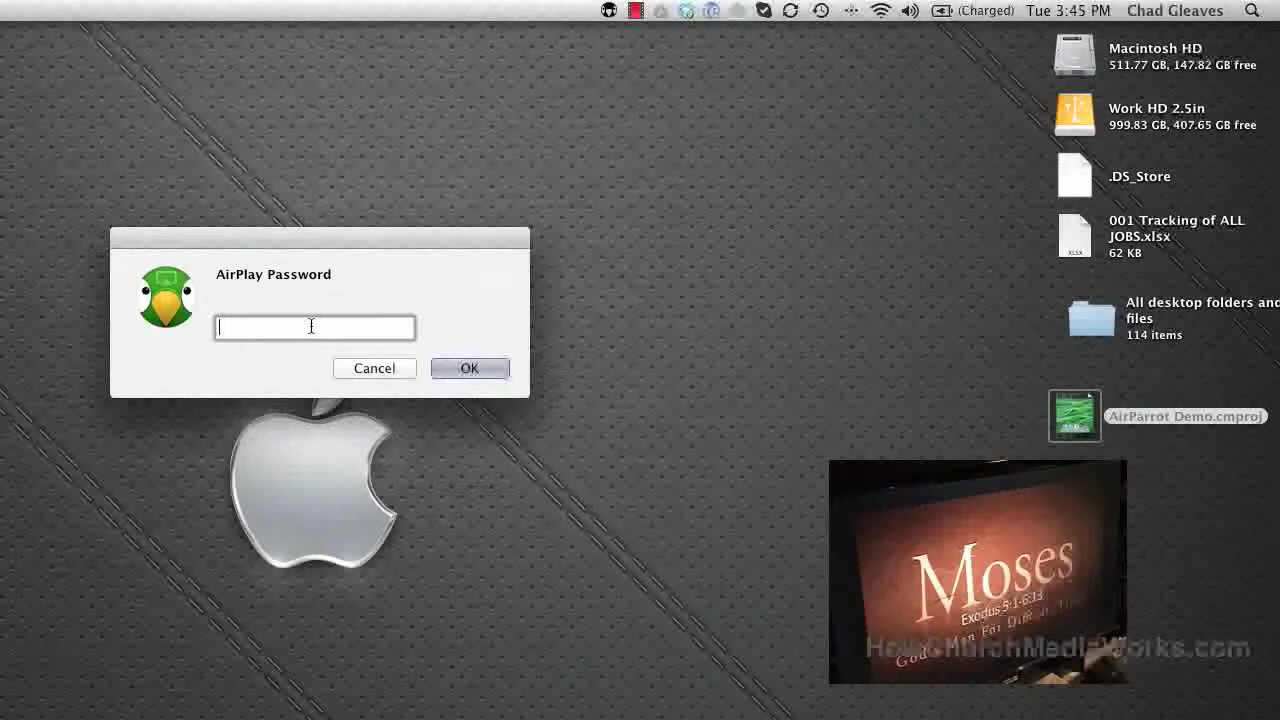 (Charged) Tue 3:45 PM Chad Gleaves
Macintosh HD
511.77 GB, 147.82 GB free
Work HD 2.5in
999.83 GB, 407.65 GB free
.DS_Store
001 Tracking of ALL
JOBS.xlsx
XLSX
62 KB
All desktop folders and
files
114 items
AirPlay Password
Cancel OK
AirParrot Demo.cmproj
Moses
Exodus 5:1-6:13
HowChurchMediaWorks.com